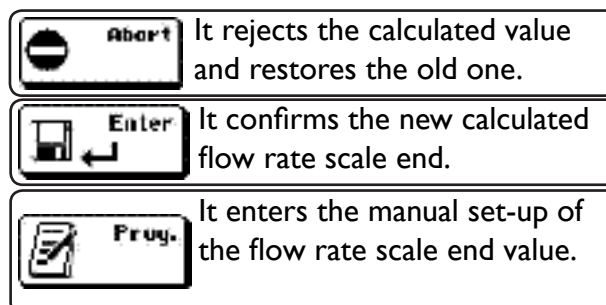 Abort
It rejects the calculated value
and restores the old one.
Enter
It confirms the new calculated
flow rate scale end.
Prog.
It enters the manual set-up of
the flow rate scale end value.